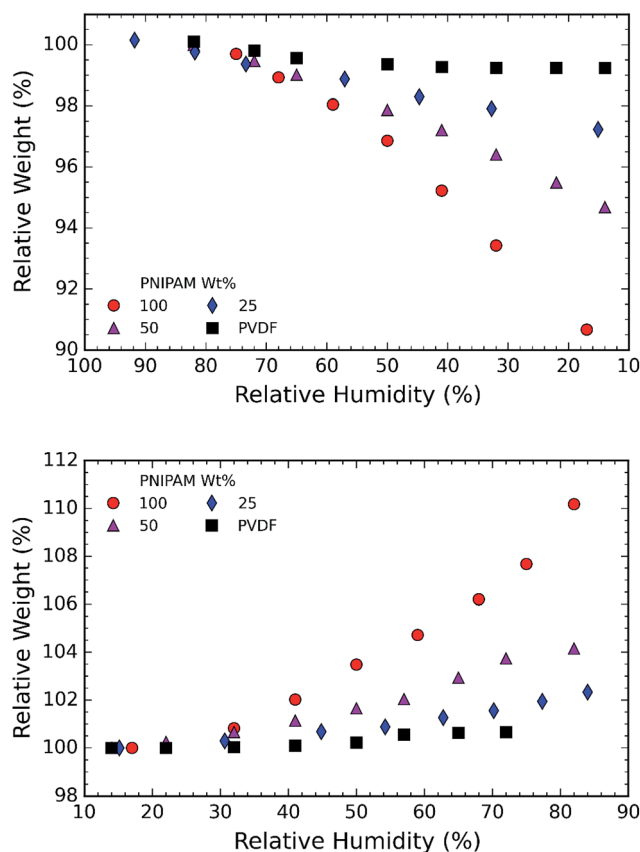 Relative Weight (%)
100
98
96
94
92
90
PNIPAM Wt%
100
25
50
PVDF
100 90 80 70 60 50 40 30 20 10
Relative Humidity (%)
Relative Weight (%)
112
110
108
106
104
102
100
98
PNIPAM Wt%
100
25
50
PVDF
10 20 30 40 50 60 70 80 90
Relative Humidity (%)